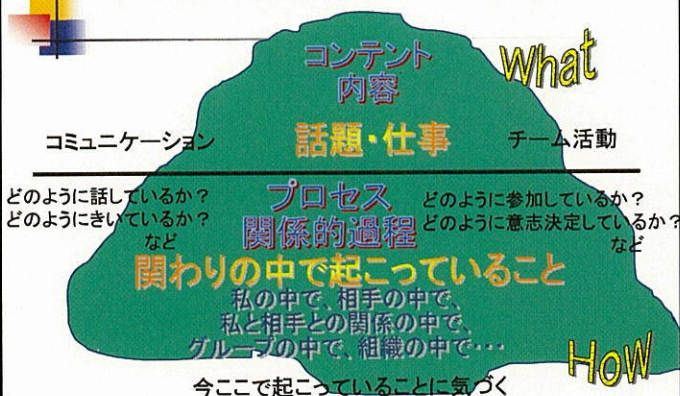 コンテント
内容
What
コミュニケーション
話題・仕事
チーム活動
どのように話しているか？
どのようにきいているか？
など
プロセス
関係的過程
どのように参加しているか？
どのように意志決定しているか？
など
関わりの中で起こっていること
私の中で、相手の中で、
私と相手との関係の中で、
グループの中で、組織の中で・・・
How
今ここで起こっていることに気づく